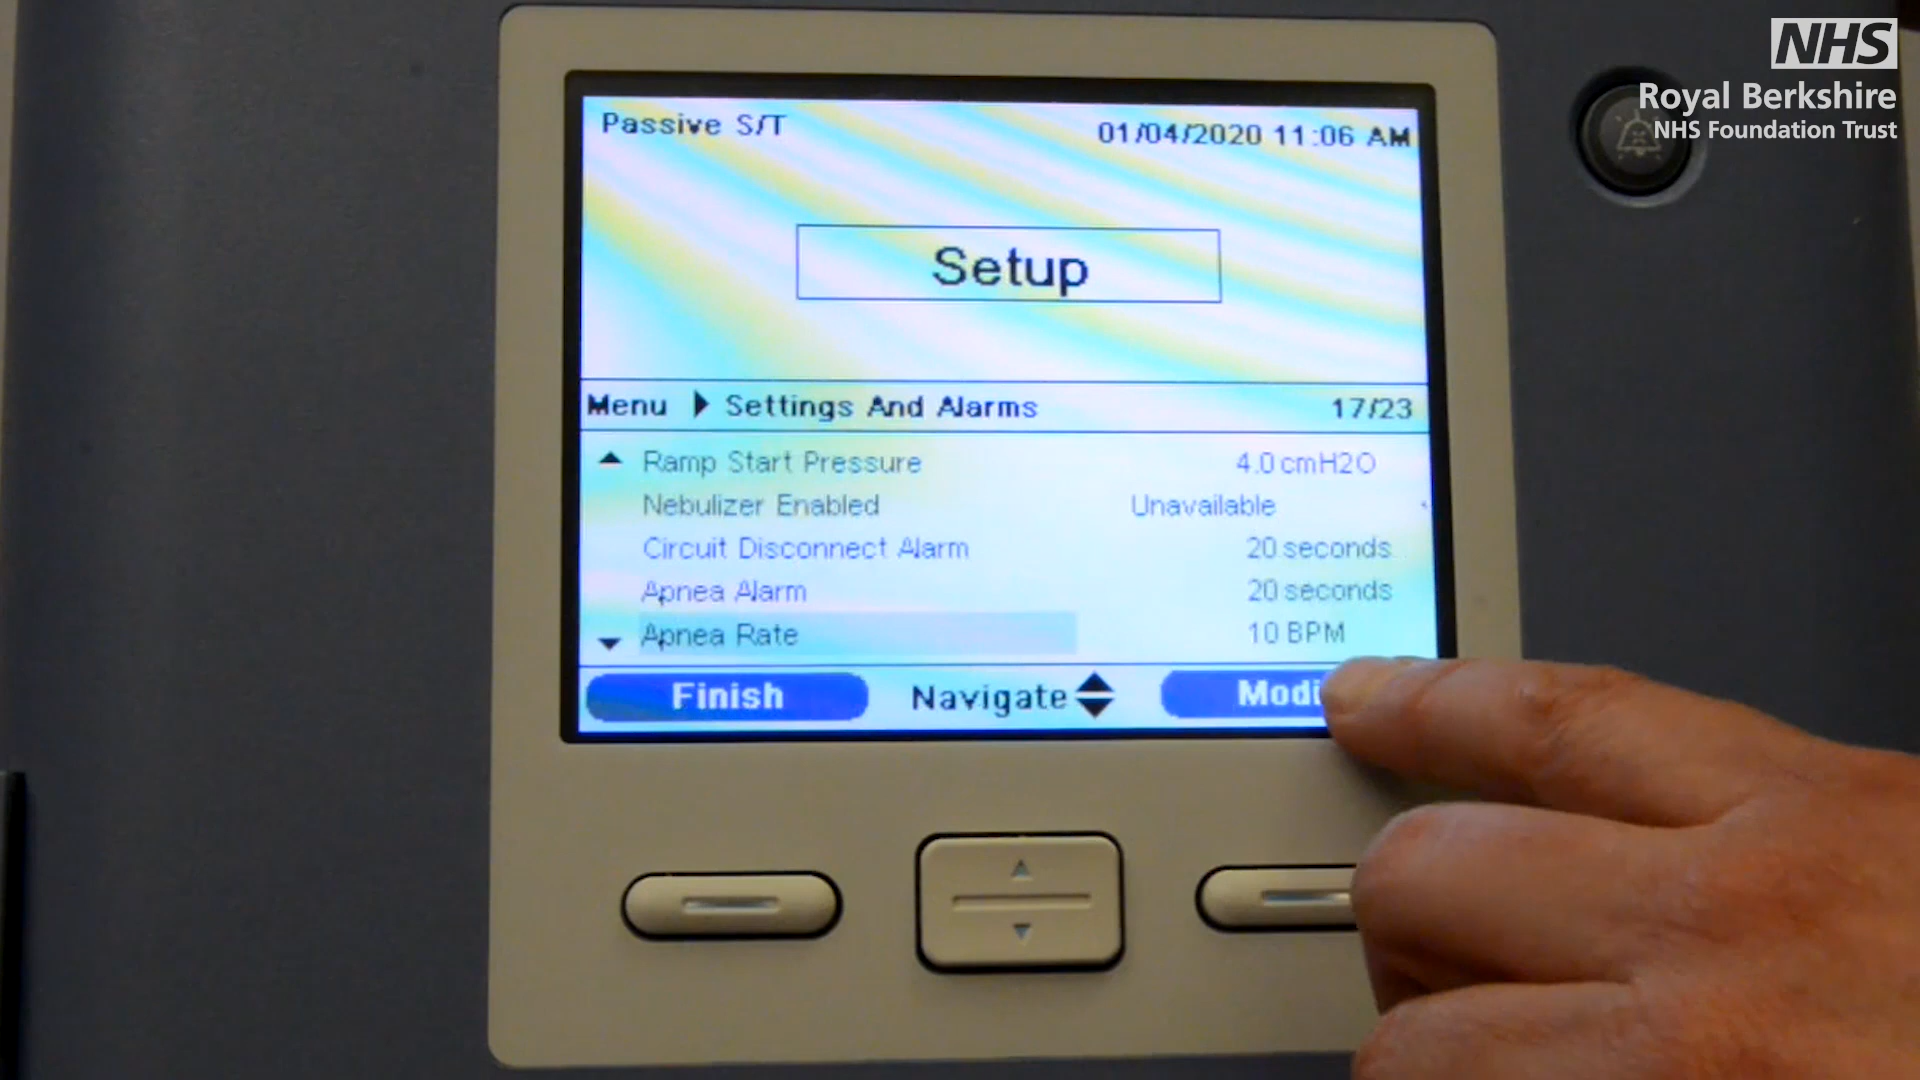 NHS
Royal Berkshire
NHS Foundation Trust
Passive S/T 01/04/2020 11:06 AM
Setup
Menu Settings And Alarms 17/23
Ramp Start Pressure 4.0 cmH2O
Nebulizer Enabled Unavailable
Circuit Disconnect Alarm 20 seconds
Apnea Alarm 20 seconds
Apnea Rate 10 BPM
Finish Navigate